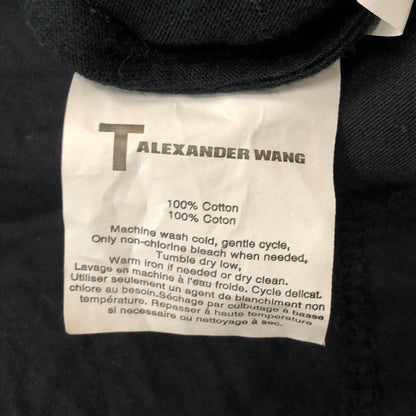 T ALEXANDER WANG
100% Cotton
100% Coton
Machine wash cold, gentle cycle,
Only non-chlorine bleach when needed,
Tumble dry low,
Warm iron if needed or dry clean.
Lavage en machine à l'eau froide. Cycle delicat.
Utiliser seulement un agent de blanchiment non
chlore au besoin.Séchage par culbutage à basse
température. Repasser à haute temperature
si necessaire ou nettoyage à sec.